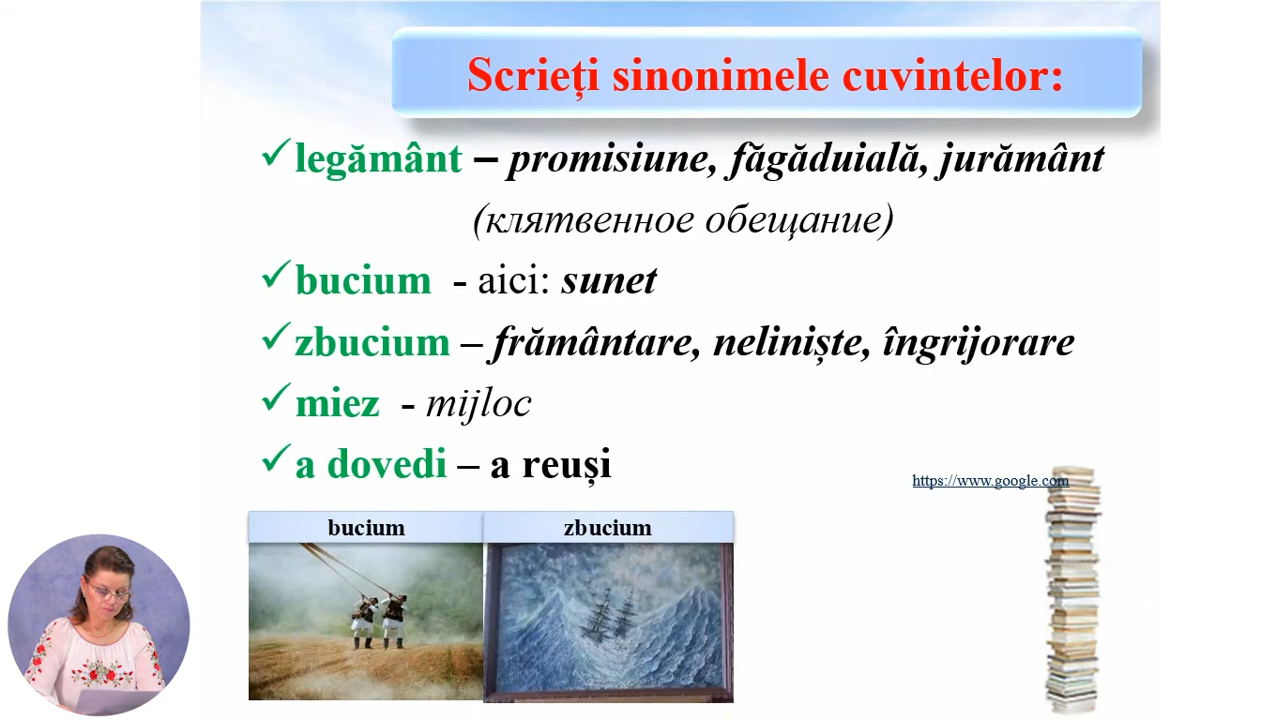 Scrieți sinonimele cuvintelor:
legământ – promisiune, făgăduială, jurământ
(клятвенное обещание)
bucium - aici: sunet
zbucium – frământare, neliniște, îngrijorare
miez - mijloc
a dovedi – a reuși
https://www.google.com
bucium
zbucium